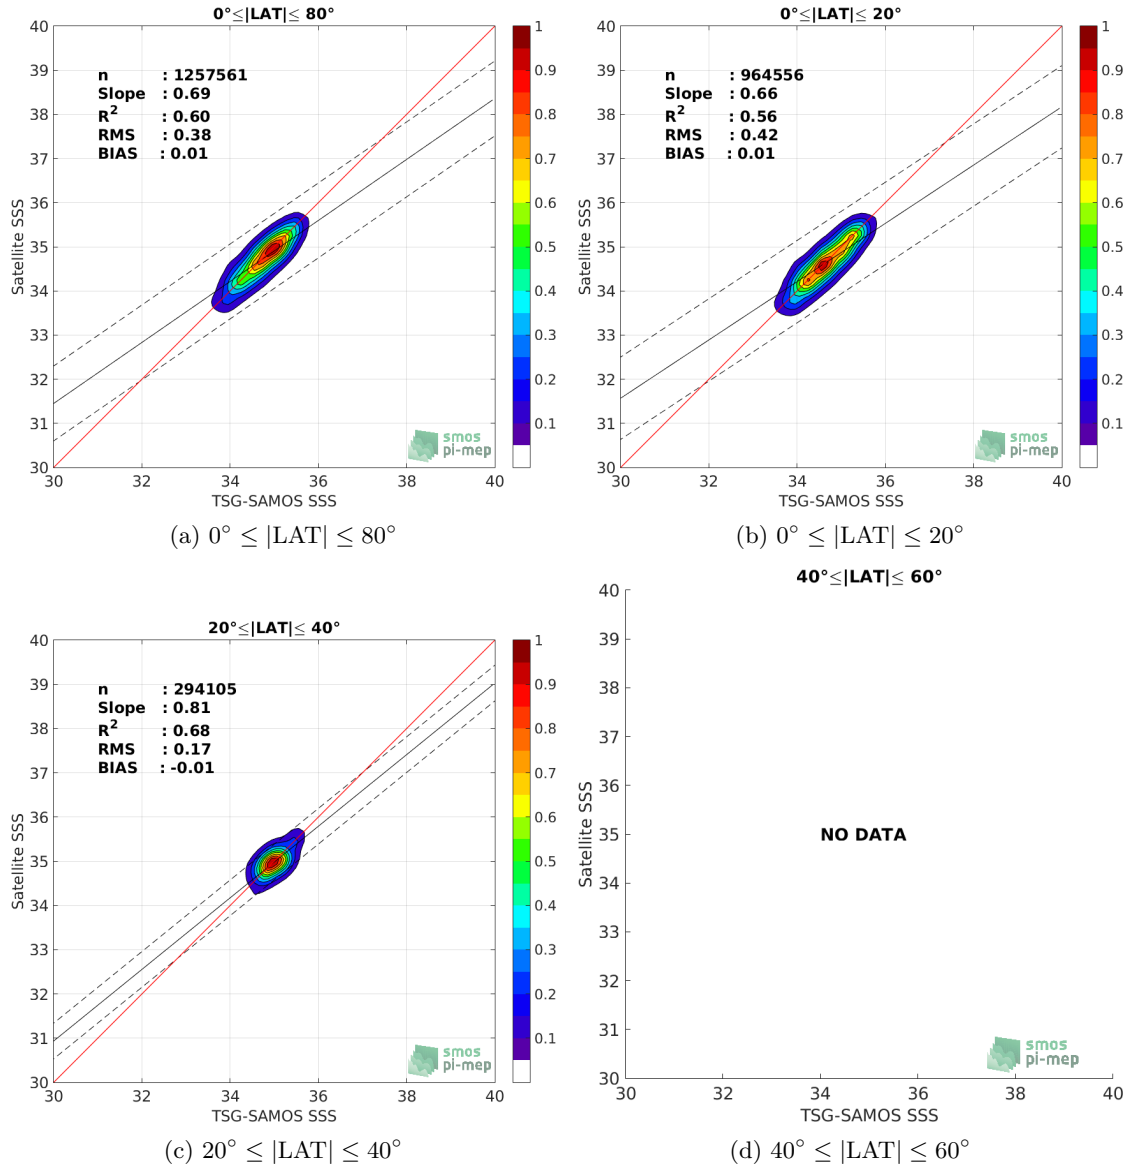 0°≤|LAT|≤ 80°
40
39
38
37
36
35
34
33
32
31
30
Satellite SSS
n : 1257561
Slope : 0.69
R² : 0.60
RMS : 0.38
BIAS : 0.01
smos
pi-mep
30 32 34 36 38 40
TSG-SAMOS SSS
1
0.9
0.8
0.7
0.6
0.5
0.4
0.3
0.2
0.1
(a) 0° ≤ |LAT| ≤ 80°
0°≤|LAT|≤ 20°
40
39
38
37
36
35
34
33
32
31
30
Satellite SSS
n : 964556
Slope : 0.66
R² : 0.56
RMS : 0.42
BIAS : 0.01
smos
pi-mep
30 32 34 36 38 40
TSG-SAMOS SSS
1
0.9
0.8
0.7
0.6
0.5
0.4
0.3
0.2
0.1
(b) 0° ≤ |LAT| ≤ 20°
20°≤|LAT|≤ 40°
40
39
38
37
36
35
34
33
32
31
30
Satellite SSS
n : 294105
Slope : 0.81
R² : 0.68
RMS : 0.17
BIAS : -0.01
smos
pi-mep
30 32 34 36 38 40
TSG-SAMOS SSS
1
0.9
0.8
0.7
0.6
0.5
0.4
0.3
0.2
0.1
(c) 20° ≤ |LAT| ≤ 40°
40°≤|LAT|≤ 60°
40
39
38
37
36
35
34
33
32
31
30
Satellite SSS
NO DATA
smos
pi-mep
30 32 34 36 38 40
TSG-SAMOS SSS
(d) 40° ≤ |LAT| ≤ 60°